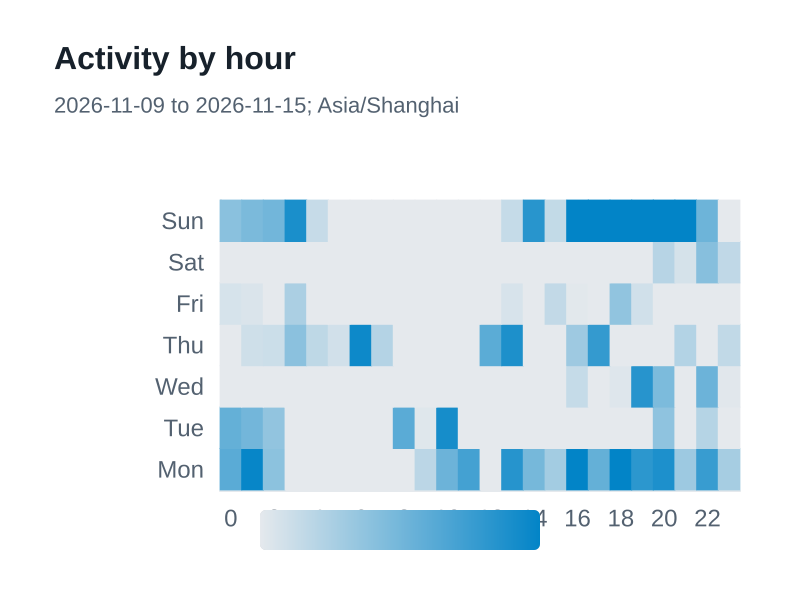 Activity by hour
2026-11-09 to 2026-11-15; Asia/Shanghai
Sun
Sat
Fri
Thu
Wed
Tue
Mon
0 16 18 20 22